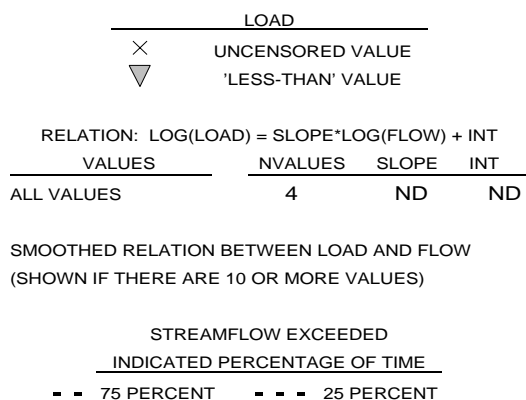 LOAD
UNCENSORED VALUE
'LESS-THAN' VALUE
RELATION: LOG(LOAD) = SLOPE*LOG(FLOW) + INT
VALUES NVALUES SLOPE INT
ALL VALUES 4 ND ND
SMOOTHED RELATION BETWEEN LOAD AND FLOW
(SHOWN IF THERE ARE 10 OR MORE VALUES)
STREAMFLOW EXCEEDED
INDICATED PERCENTAGE OF TIME
75 PERCENT 25 PERCENT